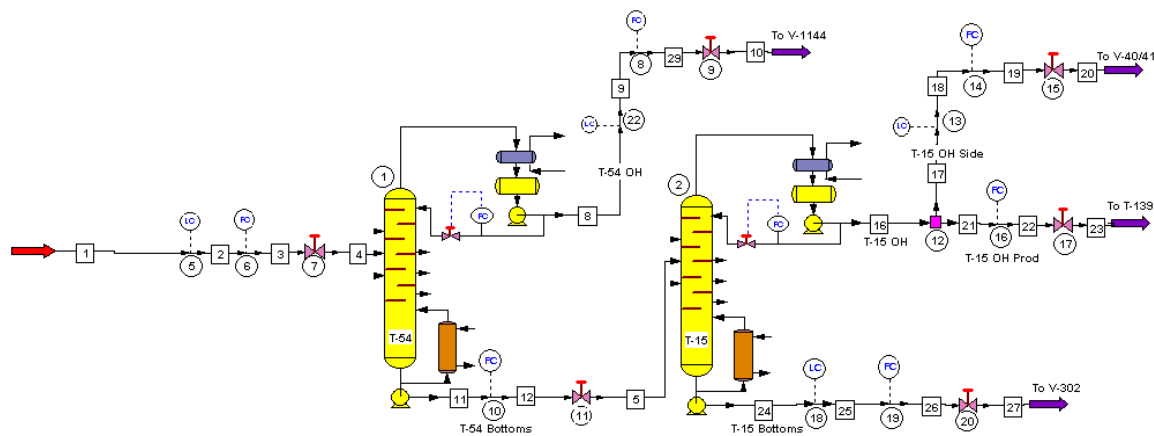 To V-1144
FC
8
29
9
10
9
LC
22
T-54 OH
1
8
FC
T-54
LC
FC
1
5
2
6
3
7
4
FC
11
10
12
11
5
T-54 Bottoms
To V-40/41
FC
18
14
19
15
20
LC
13
T-15 OH Side
17
2
FC
16
T-15 OH
12
21
FC
16
22
17
23
To T-139
T-15 OH Prod
T-15
LC
FC
24
18
25
19
26
20
27
To V-302
T-15 Bottoms